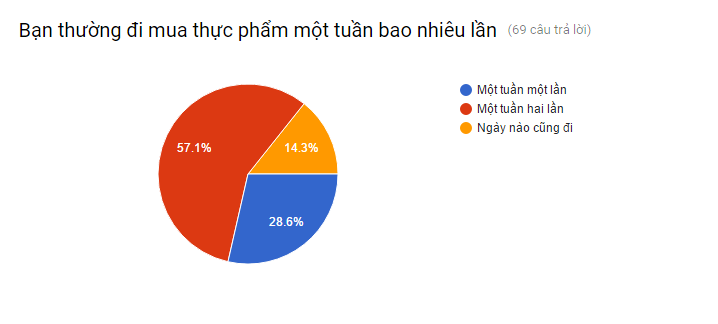 Bạn thường đi mua thực phẩm một tuần bao nhiêu lần (69 câu trả lời)
Một tuần một lần
Một tuần hai lần
Ngày nào cũng đi
57.1%
14.3%
28.6%